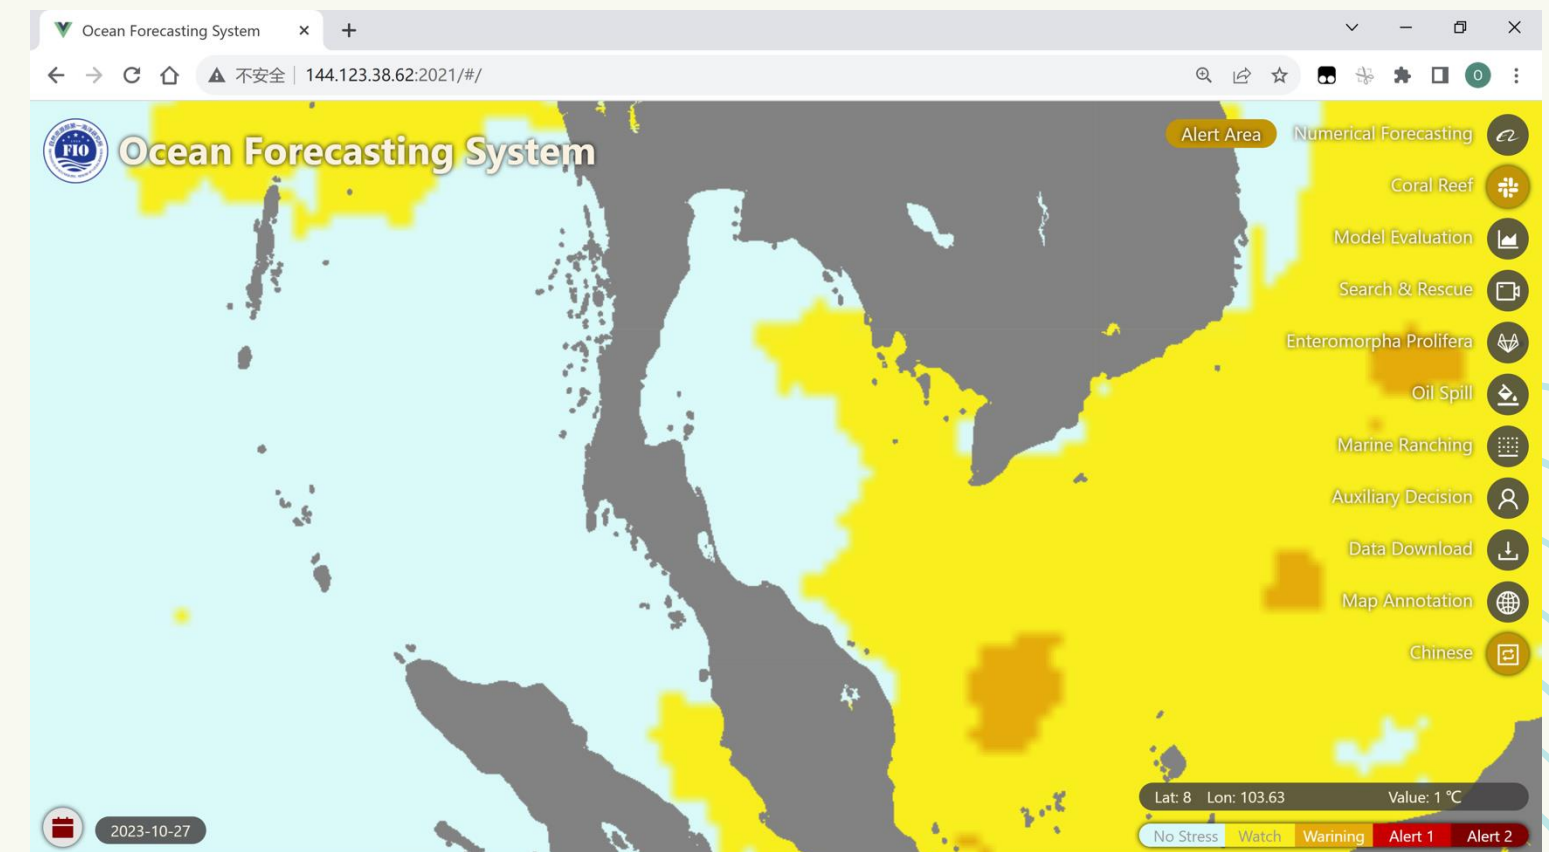 Ocean Forecasting System
不安全 144.123.38.62:2021/#/
O
FIO
Ocean Forecasting System
Alert Area
Numerical Forecasting
Coral Reef
Model Evaluation
Search & Rescue
Enteromorpha Prolifera
Oil Spill
Marine Ranching
Auxiliary Decision
Data Download
Map Annotation
Chinese
Lat: 8 Lon: 103.63 Value: 1 ℃
2023-10-27
No Stress Watch Warining Alert 1 Alert 2